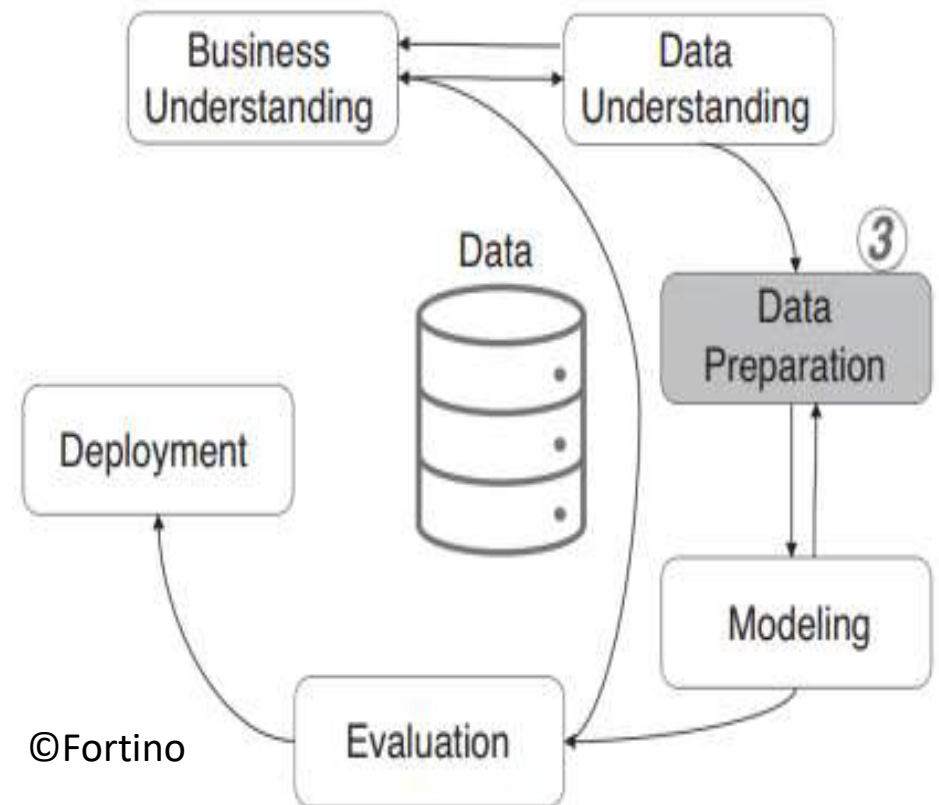 Business
Understanding
Data
Understanding
3
Data
Data
Preparation
Deployment
Modeling
Evaluation
©Fortino